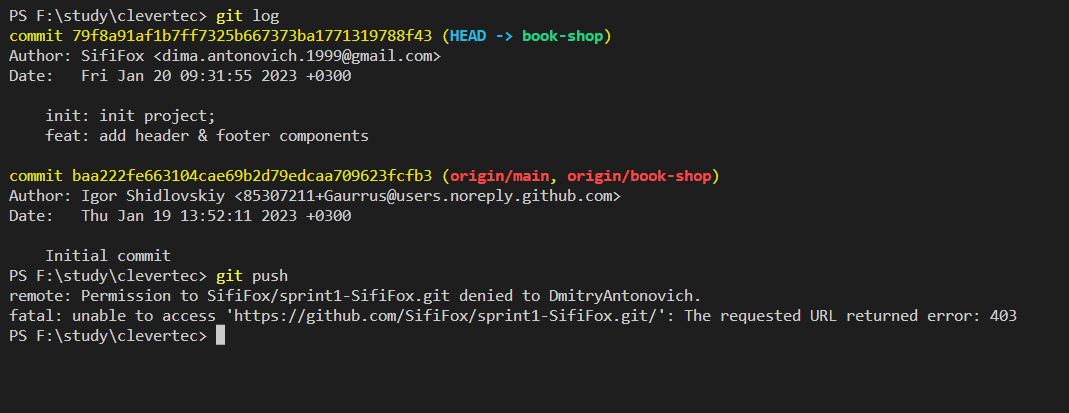 PS F:\study\clevertec> git log
commit 79f8a91af1b7ff7325b667373ba1771319788f43 (HEAD -> book-shop)
Author: SifiFox <dima.antonovich.1999@gmail.com>
Date:   Fri Jan 20 09:31:55 2023 +0300
    init: init project;
    feat: add header & footer components
commit baa222fe663104cae69b2d79edcaa709623fcfb3 (origin/main, origin/book-shop)
Author: Igor Shidlovskiy <85307211+Gaurrus@users.noreply.github.com>
Date:   Thu Jan 19 13:52:11 2023 +0300
    Initial commit
PS F:\study\clevertec> git push
remote: Permission to SifiFox/sprint1-SifiFox.git denied to DmitryAntonovich.
fatal: unable to access 'https://github.com/SifiFox/sprint1-SifiFox.git/': The requested URL returned error: 403
PS F:\study\clevertec>